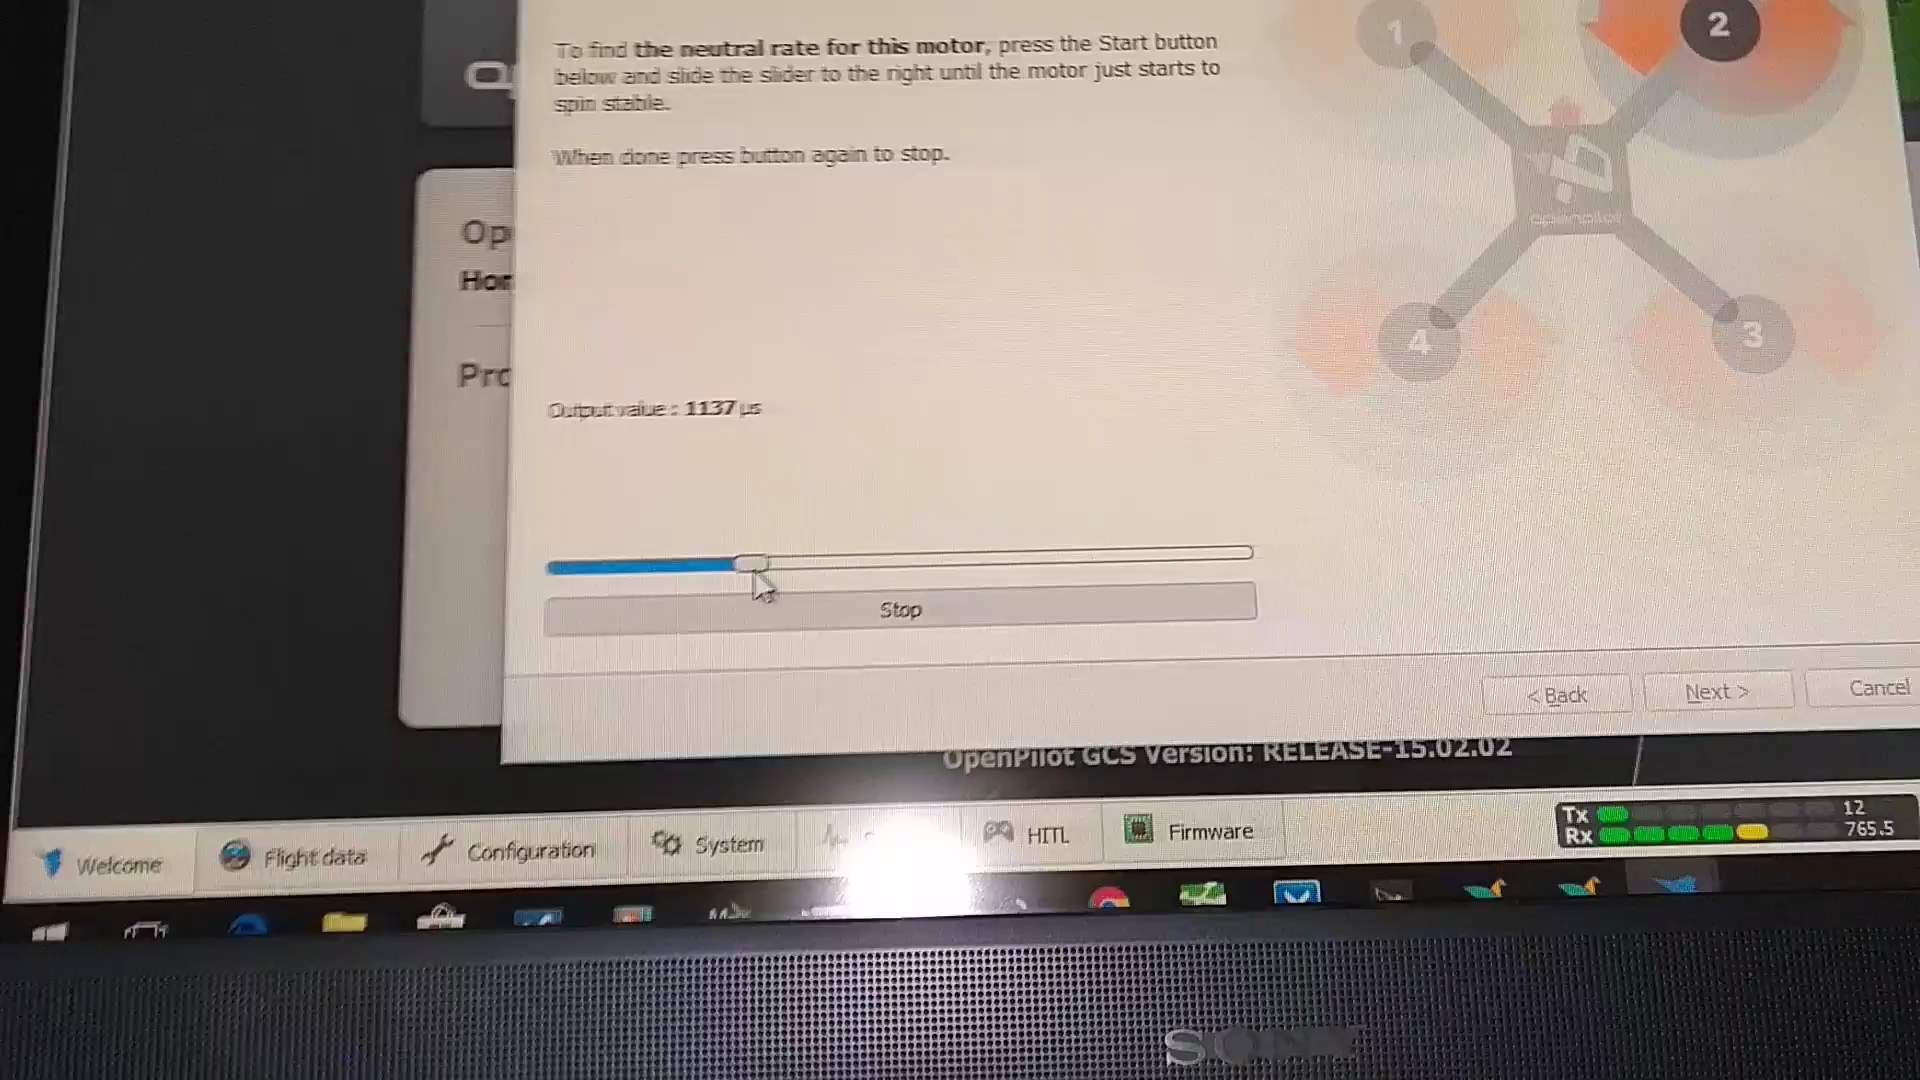 To find the neutral rate for this motor, press the Start button
below and slide the slider to the right until the motor just starts to
spin stable.
When done press button again to stop.
1
2
openpilot
4
3
Op
Hor
Pro
Output value : 1137 µs
Stop
< Back
Next >
Cancel
OpenPilot GCS Version: RELEASE-15.02.02
Tx
12
Rx
765.5
Welcome
Flight data
Configuration
System
HITL
Firmware
SONY